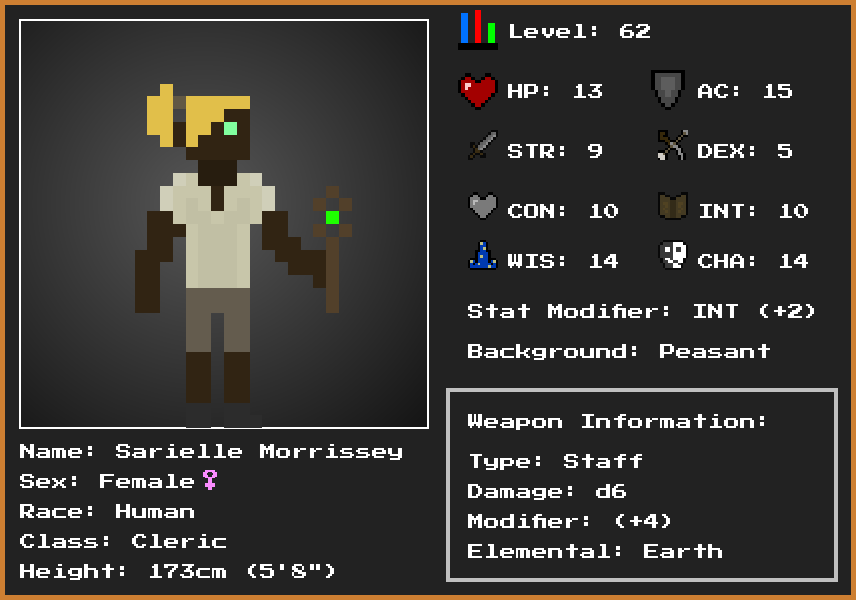 Level: 62
HP: 13
AC: 15
STR: 9
DEX: 5
CON: 10
INT: 10
WIS: 14
CHA: 14
Stat Modifier: INT (+2)
Background: Peasant
Weapon Information:
Type: Staff
Damage: d6
Modifier: (+4)
Elemental: Earth
Name: Sarielle Morrissey
Sex: Female♀
Race: Human
Class: Cleric
Height: 173cm (5'8")